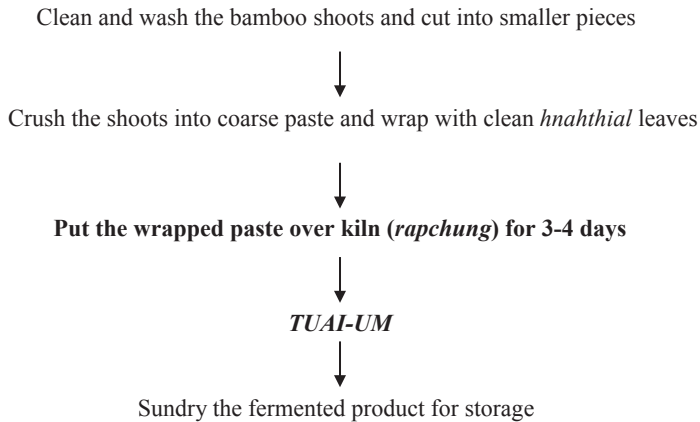 Clean and wash the bamboo shoots and cut into smaller pieces
Crush the shoots into coarse paste and wrap with clean hnahthial leaves
Put the wrapped paste over kiln (rapchung) for 3-4 days
TUAI-UM
Sundry the fermented product for storage